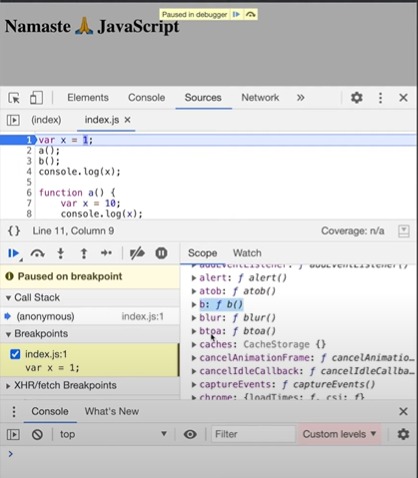 Paused in debugger
Namaste 🙏 JavaScript
Elements Console Sources Network »
(index) index.js ×
1 var x = 1;
2 a();
3 b();
4 console.log(x);
5
6 function a() {
7 var x = 10;
8 console.log(x);
{} Line 11, Column 9 Coverage: n/a
Scope Watch
Paused on breakpoint
Call Stack
(anonymous) index.js:1
Breakpoints
index.js:1
var x = 1;
XHR/fetch Breakpoints
addEventListener: ƒ addEventListener()
alert: ƒ alert()
atob: ƒ atob()
b: ƒ b()
blur: ƒ blur()
btoa: ƒ btoa()
caches: CacheStorage {}
cancelAnimationFrame: ƒ cancelAnimatio…
cancelIdleCallback: ƒ cancelIdleCallba…
captureEvents: ƒ captureEvents()
chrome: {loadTimes: ƒ, csi: ƒ}
Console What's New
top Filter Custom levels